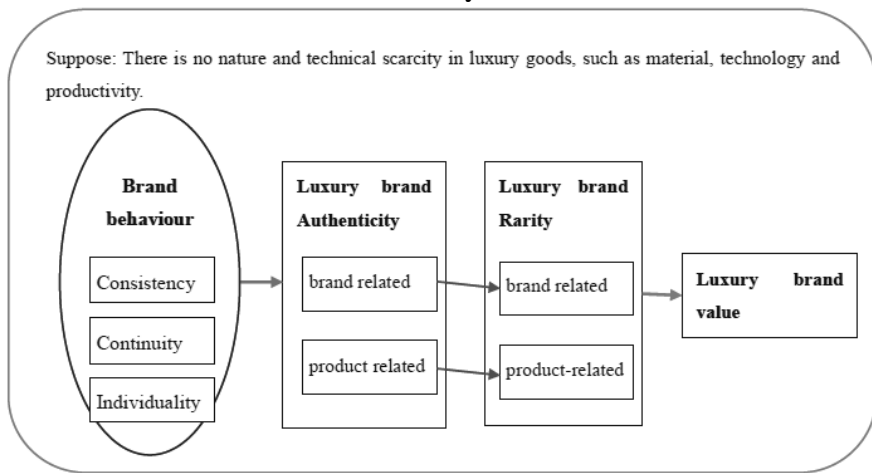 Suppose: There is no nature and technical scarcity in luxury goods, such as material, technology and
productivity.
Brand
behaviour
Consistency
Continuity
Individuality
Luxury brand
Authenticity
brand related
product related
Luxury brand
Rarity
brand related
product-related
Luxury brand
value